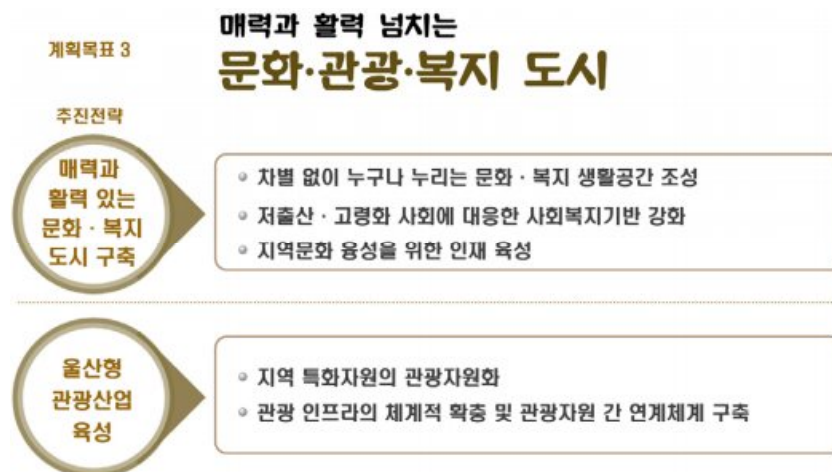 계획목표 3
매력과 활력 넘치는
문화·관광·복지 도시
추진전략
매력과
활력 있는
문화 · 복지
도시 구축
차별 없이 누구나 누리는 문화 · 복지 생활공간 조성
저출산 · 고령화 사회에 대응한 사회복지기반 강화
지역문화 융성을 위한 인재 육성
울산형
관광산업
육성
지역 특화자원의 관광자원화
관광 인프라의 체계적 확충 및 관광자원 간 연계체계 구축